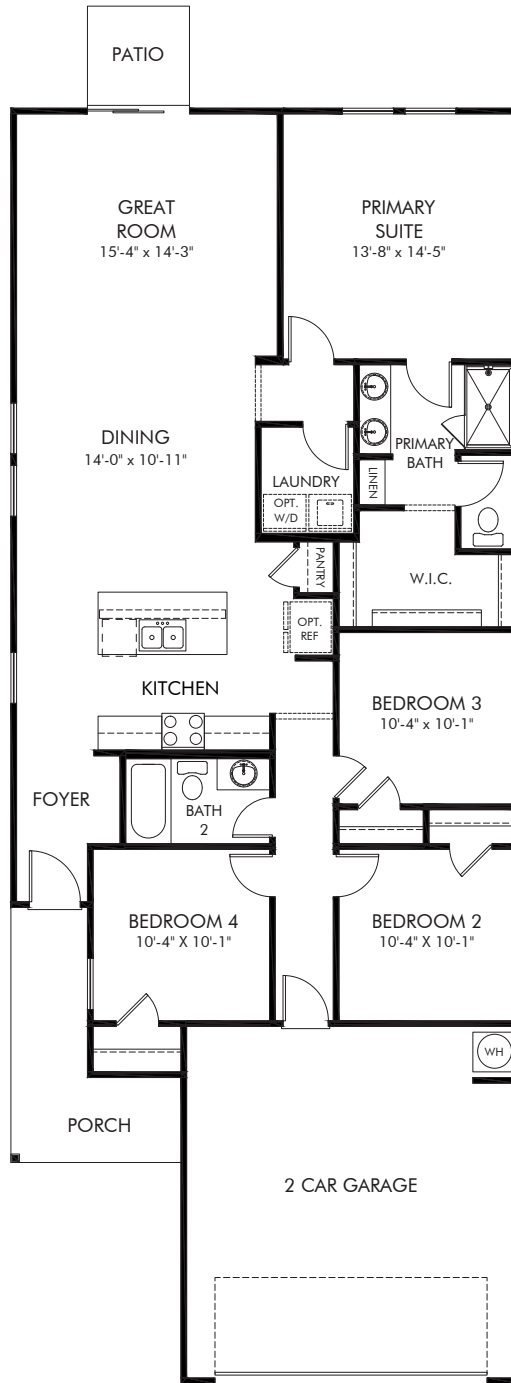 PATIO
GREAT
ROOM
15'-4" x 14'-3"
PRIMARY
SUITE
13'-8" x 14'-5"
DINING
14'-0" x 10'-11"
PRIMARY
BATH
LAUNDRY
OPT.
W/D
LINEN
PANTRY
W.I.C.
OPT.
REF
KITCHEN
BEDROOM 3
10'-4" x 10'-1"
FOYER
BATH
2
BEDROOM 4
10'-4" X 10'-1"
BEDROOM 2
10'-4" X 10'-1"
WH
PORCH
2 CAR GARAGE